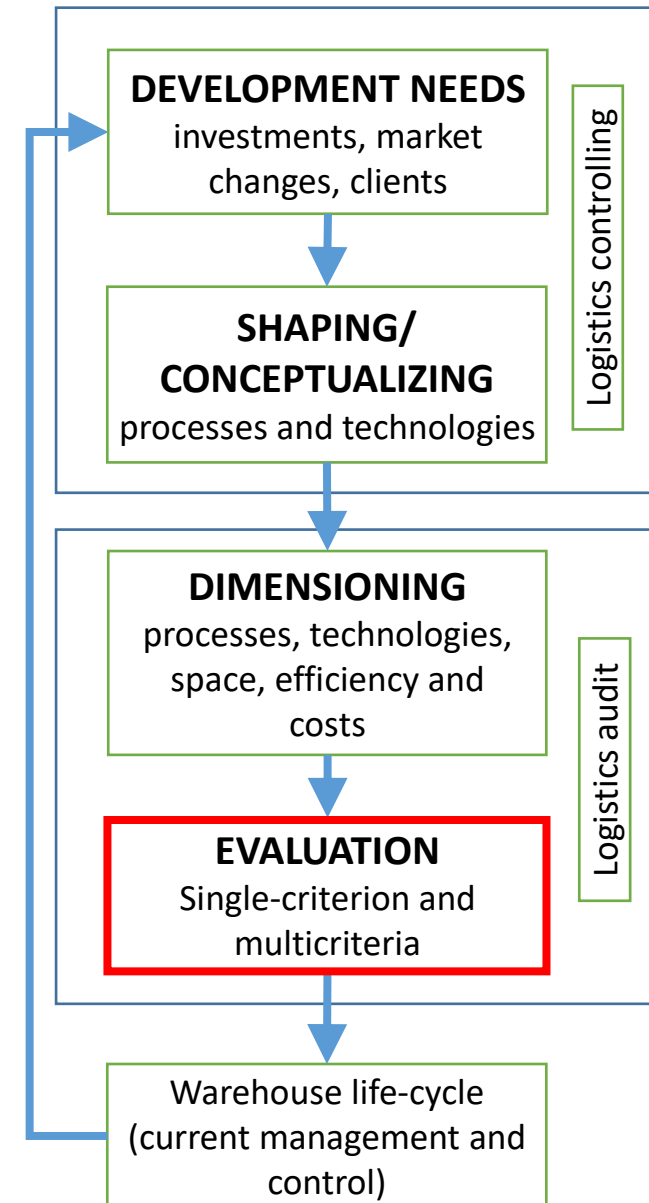 DEVELOPMENT NEEDS
investments, market
changes, clients
Logistics controlling
SHAPING/
CONCEPTUALIZING
processes and technologies
DIMENSIONING
processes, technologies,
space, efficiency and
costs
Logistics audit
EVALUATION
Single-criterion and
multicriteria
Warehouse life-cycle
(current management and
control)